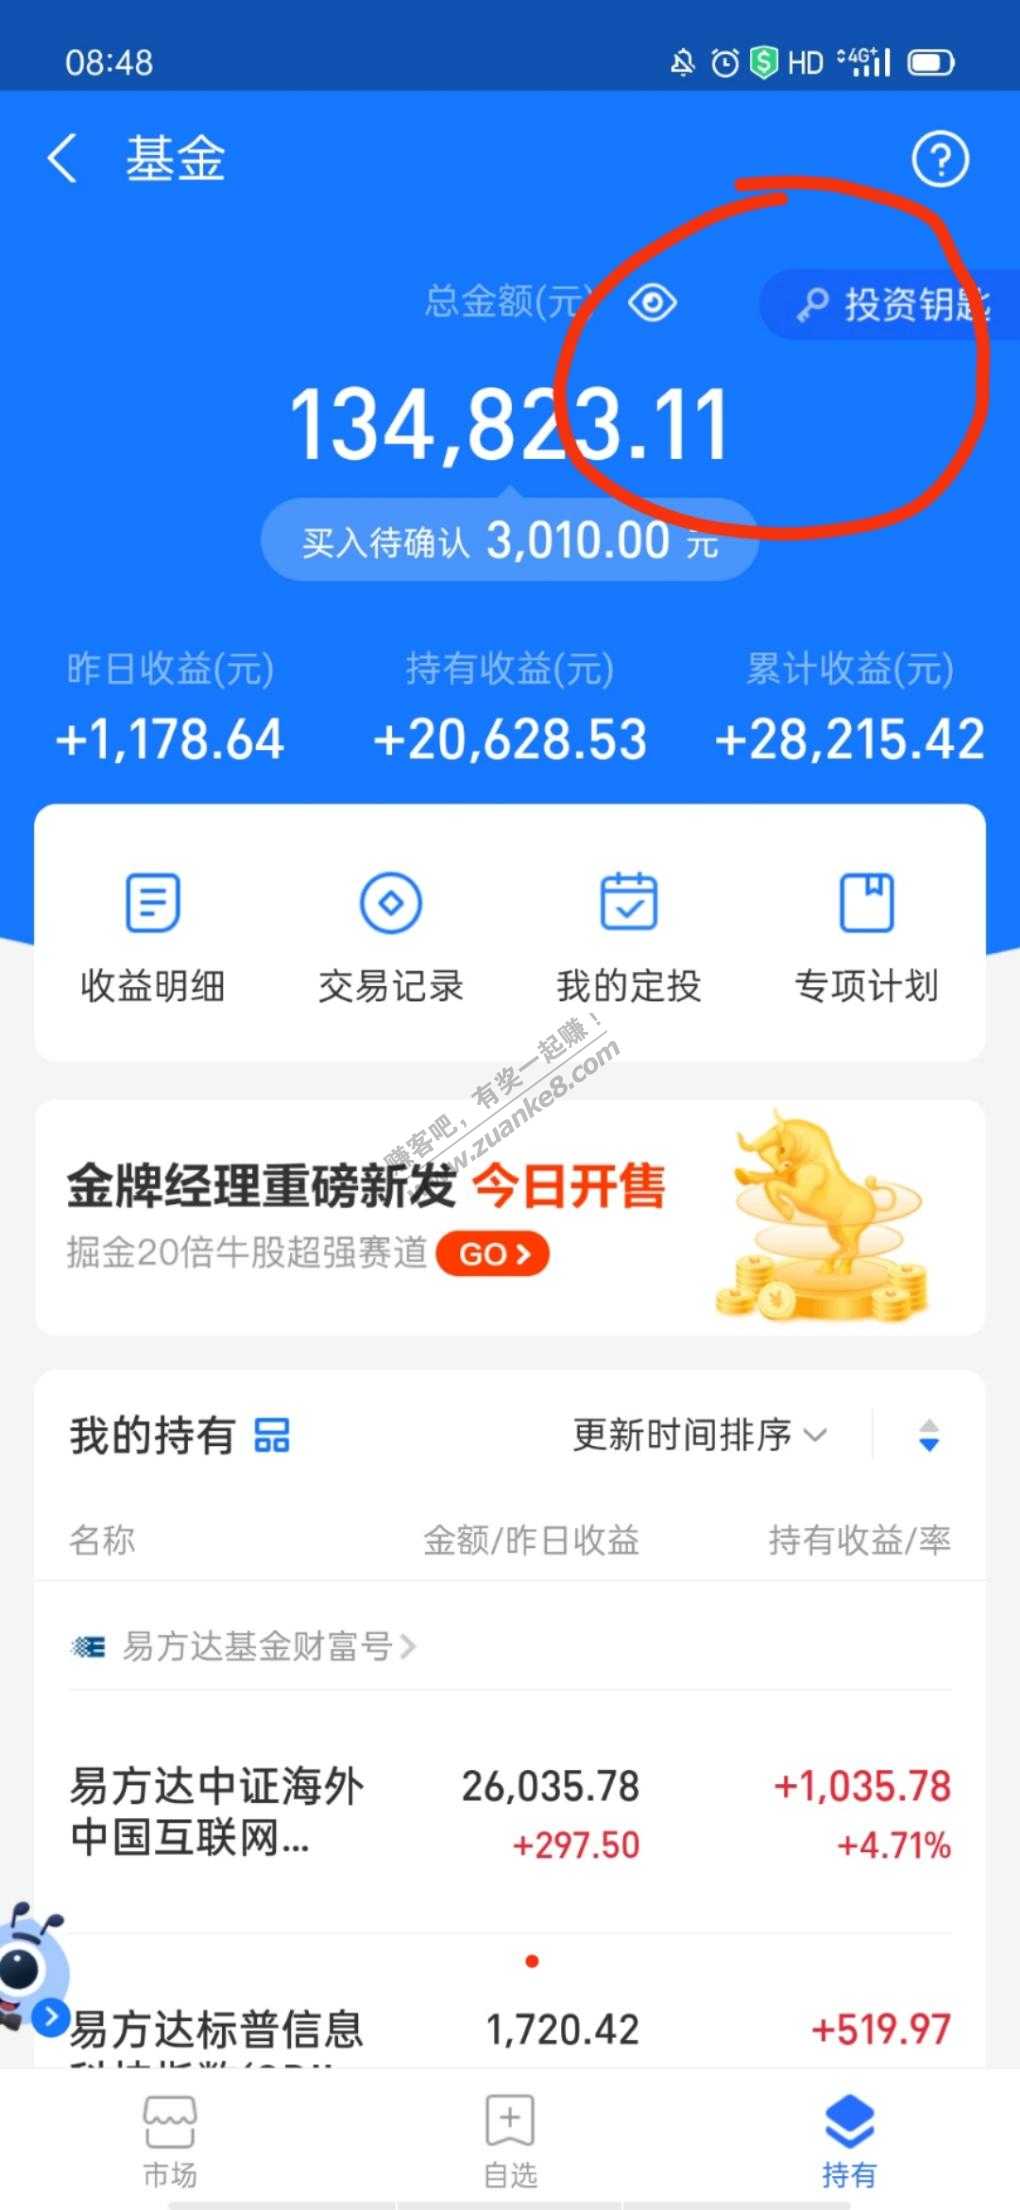 08:48
HD 4G+
基金
总金额(元)
投资钥匙
134,823.11
买入待确认 3,010.00 元
昨日收益(元) 持有收益(元) 累计收益(元)
+1,178.64 +20,628.53 +28,215.42
收益明细 交易记录 我的定投 专项计划
赚客吧，有奖一起赚！
www.zuanke8.com
金牌经理重磅新发 今日开售
掘金20倍牛股超强赛道 GO >
我的持有 更新时间排序
名称 金额/昨日收益 持有收益/率
易方达基金财富号
易方达中证海外 26,035.78 +1,035.78
中国互联网... +297.50 +4.71%
易方达标普信息 1,720.42 +519.97
市场 自选 持有